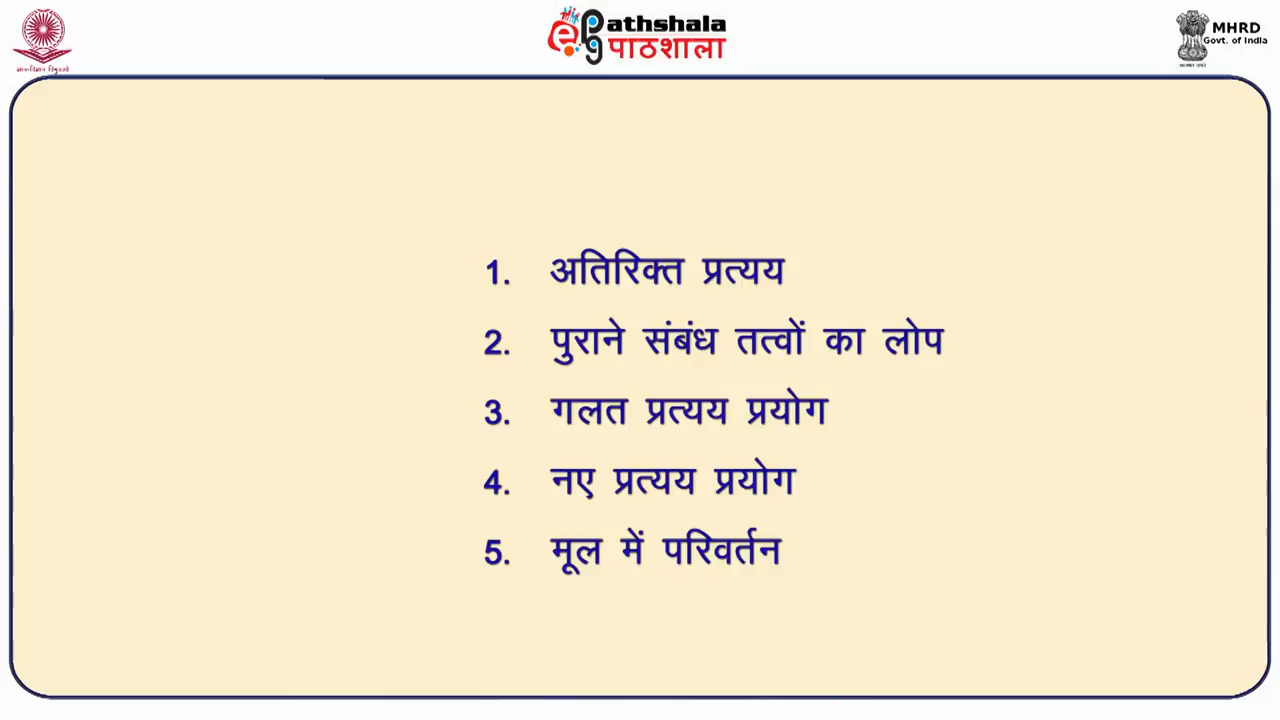 ePathshala
पाठशाला
MHRD
Govt. of India
1. अतिरिक्त प्रत्यय
2. पुराने संबंध तत्वों का लोप
3. गलत प्रत्यय प्रयोग
4. नए प्रत्यय प्रयोग
5. मूल में परिवर्तन